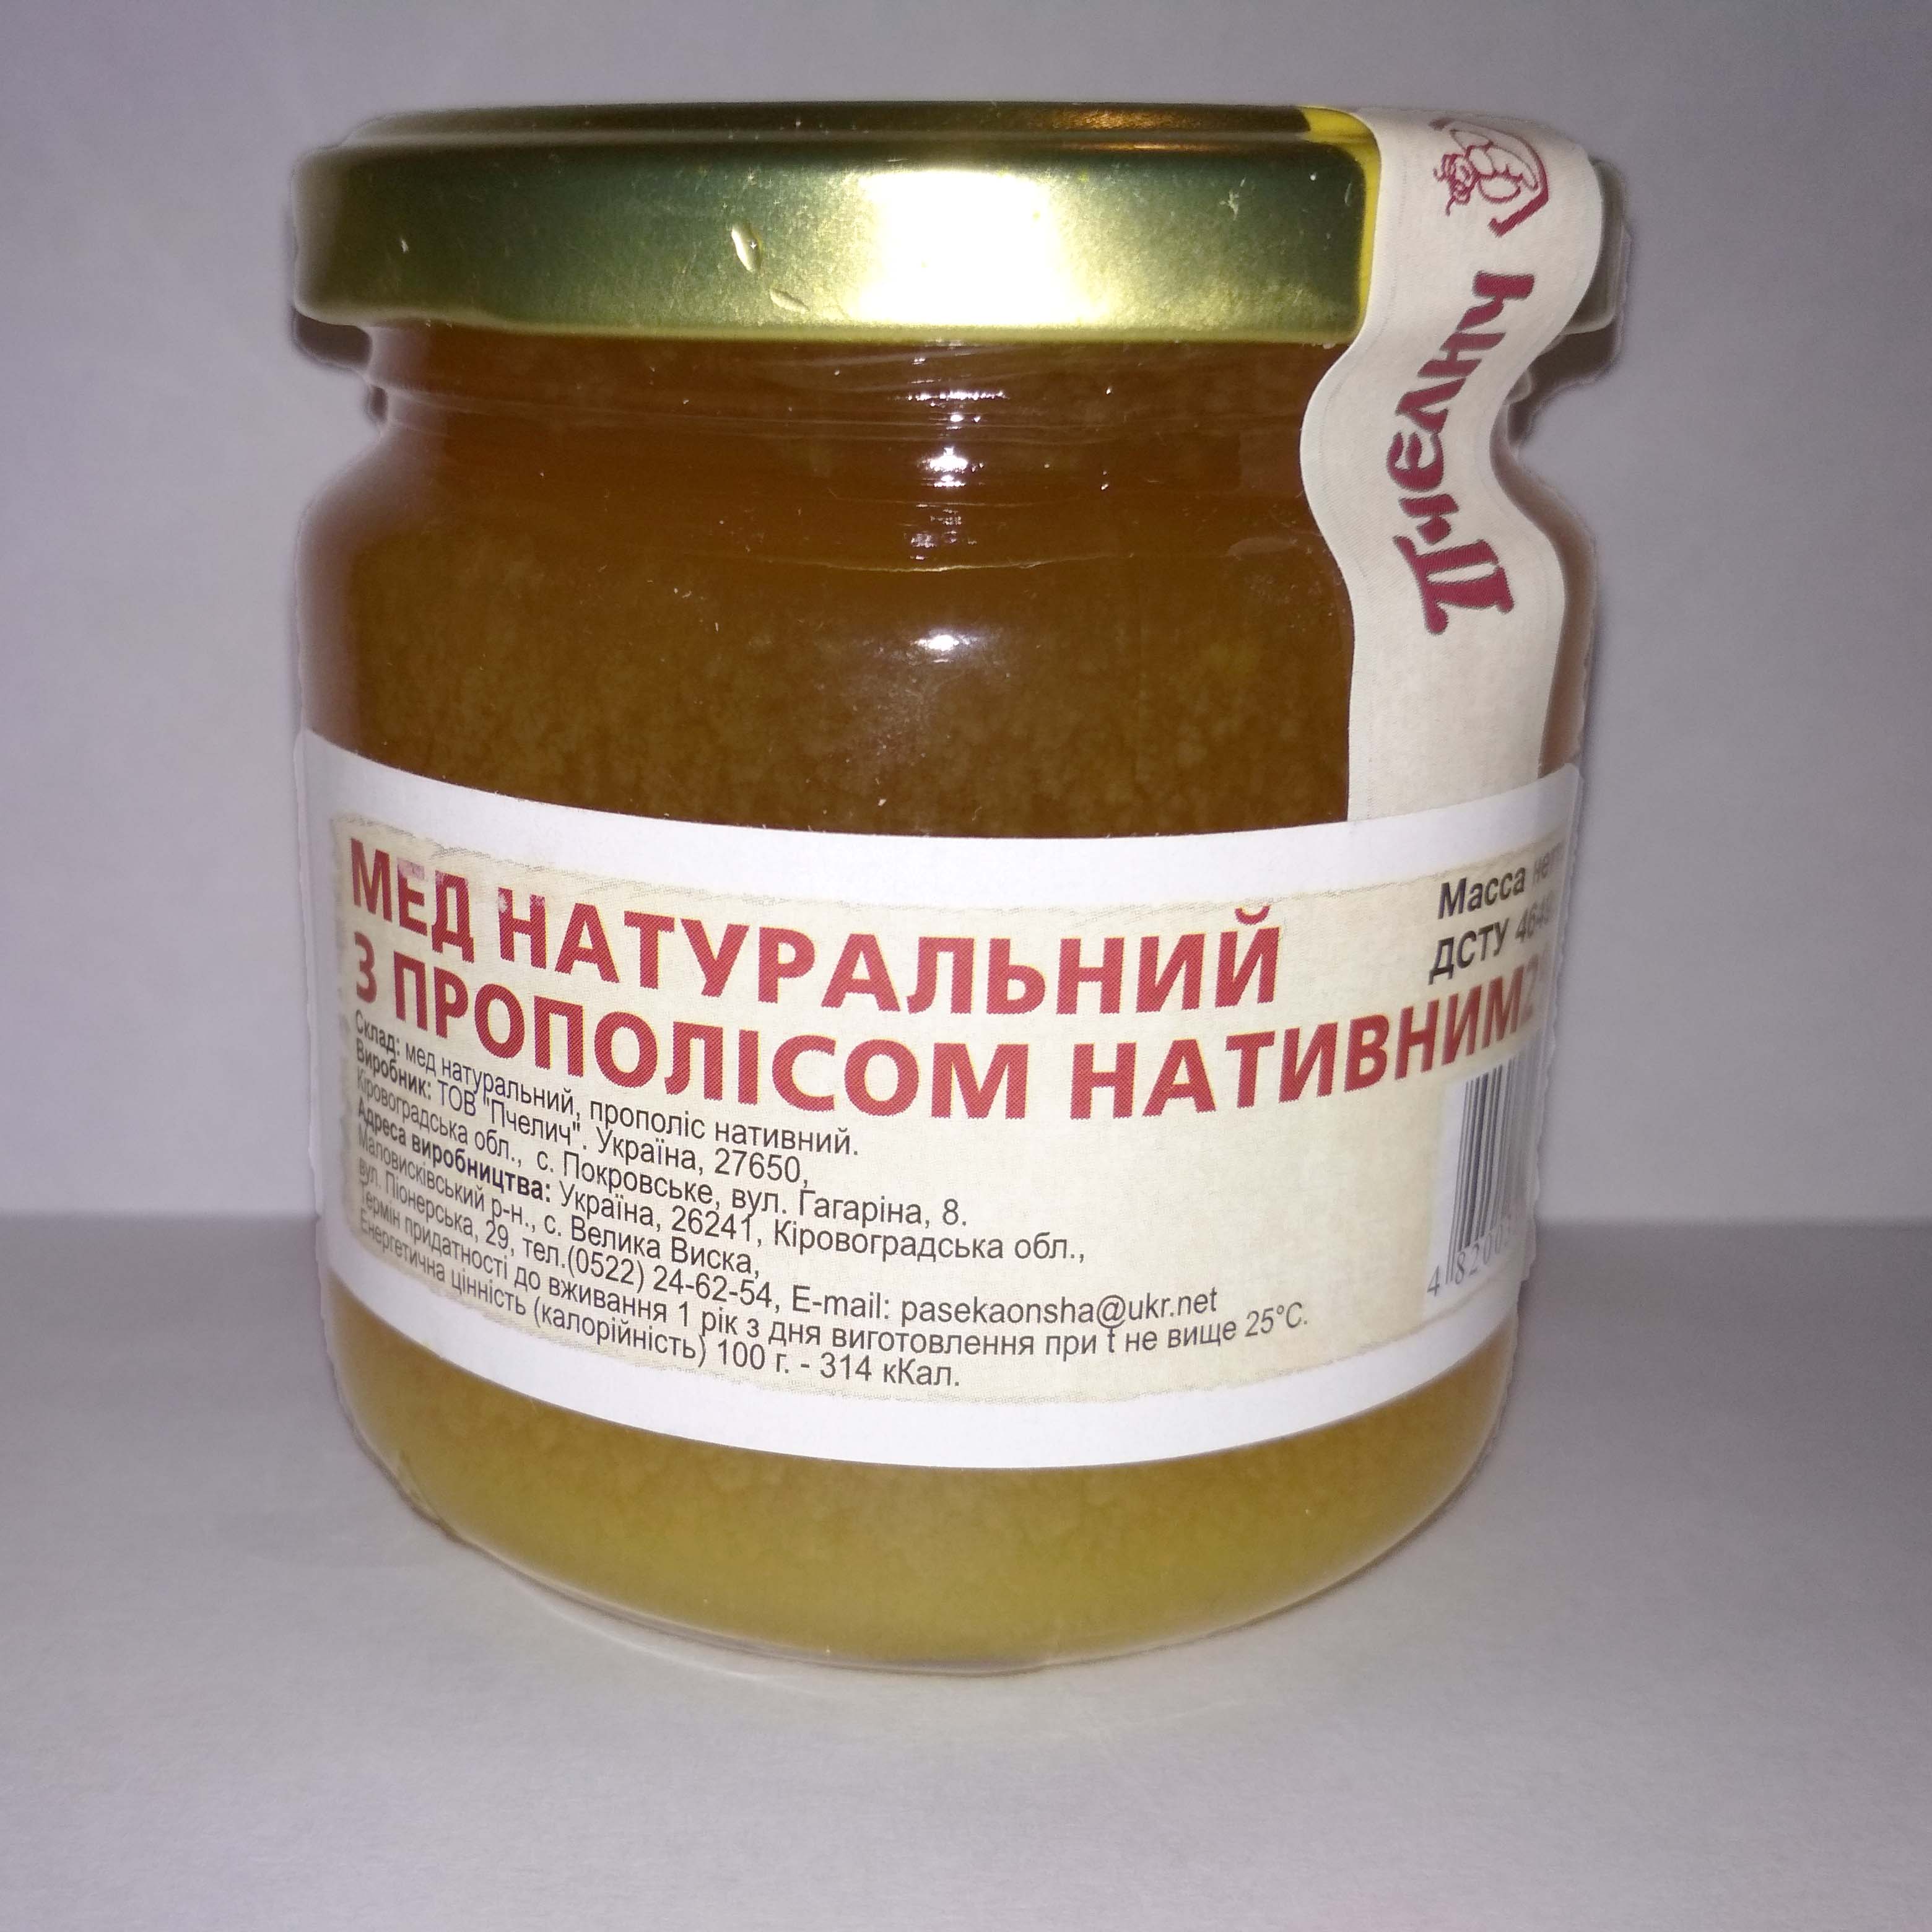 Пчелич
МЕД НАТУРАЛЬНИЙ
З ПРОПОЛІСОМ НАТИВНИМ
Масса
ДСТУ
Склад: мед натуральний, прополіс нативний.
Виробник: ТОВ "Пчелич". Україна, 27650,
Кіровоградська обл., с. Покровське, вул. Гагаріна, 8.
Адреса виробництва: Україна, 26241, Кіровоградська обл.,
Маловисківський р-н., с. Велика Виска,
вул. Піонерська, 29, тел.(0522) 24-62-54, E-mail: pasekaonsha@ukr.net
Термін придатності до вживання 1 рік з дня виготовлення при t не вище 25°С.
Енергетична цінність (калорійність) 100 г. - 314 кКал.